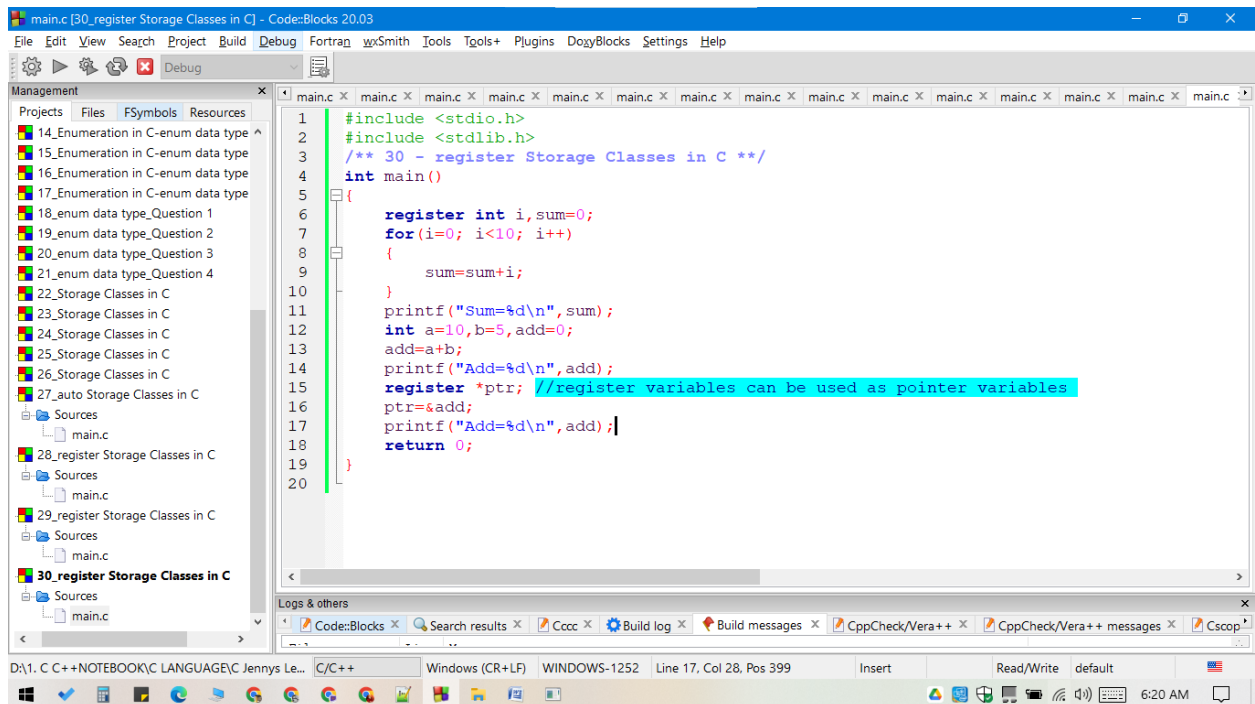 main.c [30_register Storage Classes in C] - Code::Blocks 20.03
File Edit View Search Project Build Debug Fortran wxSmith Tools Tools+ Plugins DoxyBlocks Settings Help
Debug
Management
main.c main.c main.c main.c main.c main.c main.c main.c main.c main.c main.c main.c main.c main.c main.c
Projects Files FSymbols Resources
14_Enumeration in C-enum data type
15_Enumeration in C-enum data type
16_Enumeration in C-enum data type
17_Enumeration in C-enum data type
18_enum data type_Question 1
19_enum data type_Question 2
20_enum data type_Question 3
21_enum data type_Question 4
22_Storage Classes in C
23_Storage Classes in C
24_Storage Classes in C
25_Storage Classes in C
26_Storage Classes in C
27_auto Storage Classes in C
Sources
main.c
28_register Storage Classes in C
Sources
main.c
29_register Storage Classes in C
Sources
main.c
30_register Storage Classes in C
Sources
main.c
1 #include <stdio.h>
2 #include <stdlib.h>
3 /** 30 - register Storage Classes in C **/
4 int main()
5 {
6 register int i,sum=0;
7 for(i=0; i<10; i++)
8 {
9 sum=sum+i;
10 }
11 printf("Sum=%d\n",sum);
12 int a=10,b=5,add=0;
13 add=a+b;
14 printf("Add=%d\n",add);
15 register *ptr; //register variables can be used as pointer variables
16 ptr=&add;
17 printf("Add=%d\n",add);
18 return 0;
19 }
20
Logs & others
Code::Blocks Search results Cccc Build log Build messages CppCheck/Vera++ CppCheck/Vera++ messages Cscop
D:\1. C C++NOTEBOOK\C LANGUAGE\C Jennys Le... C/C++ Windows (CR+LF) WINDOWS-1252 Line 17, Col 28, Pos 399 Insert Read/Write default
6:20 AM